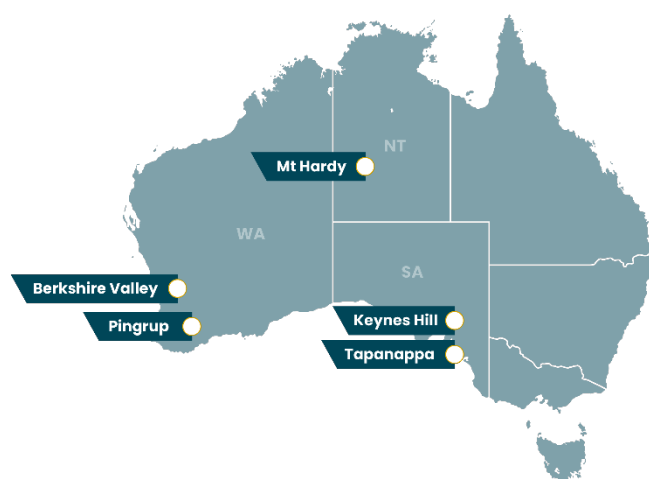 NT
Mt Hardy
WA
SA
Berkshire Valley
Keynes Hill
Pingrup
Tapanappa